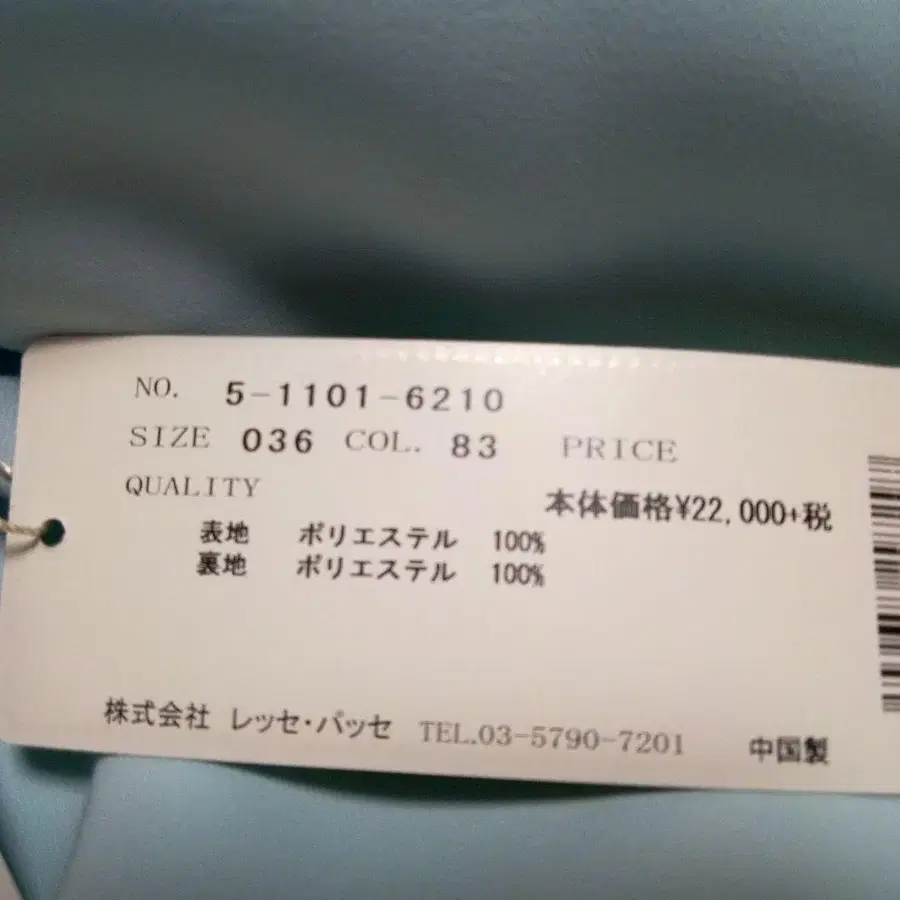 NO. 5-1101-6210
SIZE 036 COL. 83 PRICE
QUALITY
本体価格¥22,000+税
表地 ポリエステル 100%
裏地 ポリエステル 100%
株式会社 レッセ・パッセ TEL.03-5790-7201 中国製